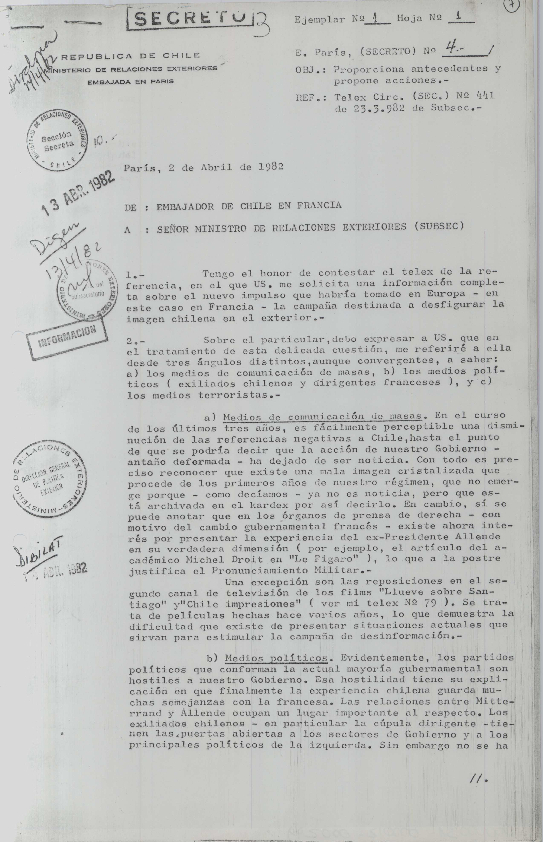 SECRETO
3
Ejemplar Nº 1 Hoja Nº 1
REPUBLICA DE CHILE
MINISTERIO DE RELACIONES EXTERIORES
EMBAJADA EN PARIS
E. París, (SECRETO) Nº 4.- /
OBJ.: Proporciona antecedentes y
propone acciones.-
REF.: Telex Circ. (SEC.) Nº 441
de 23.3.982 de Subsec.-
Sección
Secreta
París, 2 de Abril de 1982
13 ABR. 1982
DE : EMBAJADOR DE CHILE EN FRANCIA
A : SEÑOR MINISTRO DE RELACIONES EXTERIORES (SUBSEC)
Digen
13/4/82
INFORMACION
1.- Tengo el honor de contestar el telex de la re-
ferencia, en el que US. me solicita una información comple-
ta sobre el nuevo impulso que habría tomado en Europa - en
este caso en Francia - la campaña destinada a desfigurar la
imagen chilena en el exterior.-
2.- Sobre el particular,debo expresar a US. que en
el tratamiento de esta delicada cuestión, me referiré a ella
desde tres ángulos distintos,aunque convergentes, a saber:
a) los medios de comunicación de masas, b) los medios polí-
ticos ( exiliados chilenos y dirigentes franceses ), y c)
los medios terroristas.-
a) Medios de comunicación de masas. En el curso
de los últimos tres años, es fácilmente perceptible una dismi-
nución de las referencias negativas a Chile,hasta el punto
de que se podría decir que la acción de nuestro Gobierno -
antaño deformada - ha dejado de ser noticia. Con todo es pre-
ciso reconocer que existe una mala imagen cristalizada que
procede de los primeros años de nuestro régimen, que no emer-
ge porque - como decíamos - ya no es noticia, pero que es-
tá archivada en el kardex por así decirlo. En cambio, sí se
puede anotar que en los órganos de prensa de derecha - con
motivo del cambio gubernamental francés - existe ahora inte-
rés por presentar la experiencia del ex-Presidente Allende
en su verdadera dimensión ( por ejemplo, el artículo del a-
cadémico Michel Droit en "Le Figaro" ), lo que a la postre
justifica el Pronunciamiento Militar.-
Una excepción son las reposiciones en el se-
gundo canal de televisión de los films "Llueve sobre San-
tiago" y"Chile impresiones" ( ver mi telex Nº 79 ). Se tra-
ta de películas hechas hace varios años, lo que demuestra la
dificultad que existe de presentar situaciones actuales que
sirvan para estimular la campaña de desinformación.-
DIBILAT
ABR. 1982
b) Medios políticos. Evidentemente, los partidos
políticos que conforman la actual mayoría gubernamental son
hostiles a nuestro Gobierno. Esa hostilidad tiene su expli-
cación en que finalmente la experiencia chilena guarda mu-
chas semejanzas con la francesa. Las relaciones entre Mitte-
rrand y Allende ocupan un lugar importante al respecto. Los
exiliados chilenos - en particular la cúpula dirigente -tie-
nen las puertas abiertas a los sectores de Gobierno y a los
principales políticos de la izquierda. Sin embargo no se ha
//.